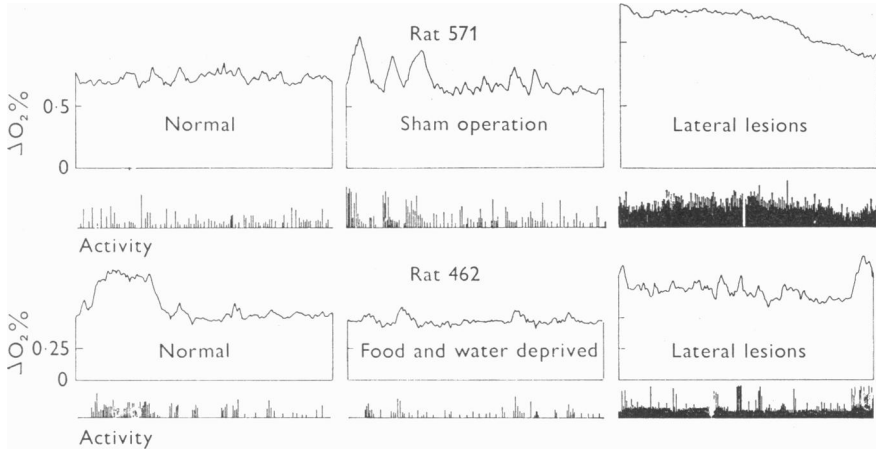 Rat 571
ΔO₂%
0·5
0
Normal
Sham operation
Lateral lesions
Activity
Rat 462
ΔO₂%
0·25
0
Normal
Food and water deprived
Lateral lesions
Activity